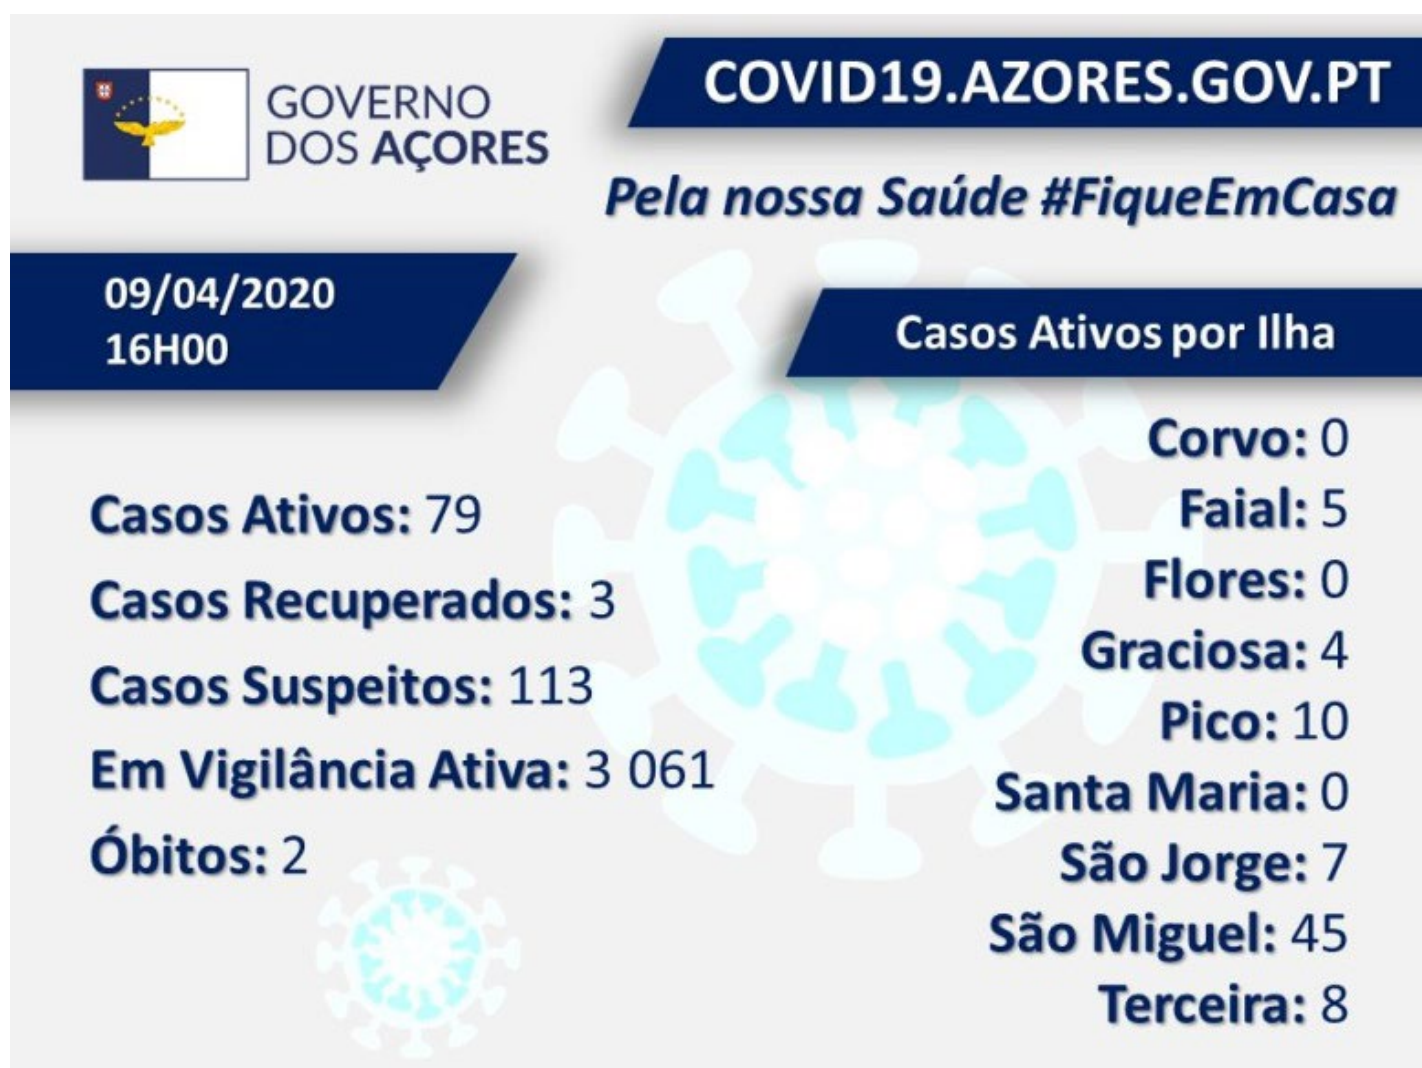 GOVERNO
DOS AÇORES
COVID19.AZORES.GOV.PT
Pela nossa Saúde #FiqueEmCasa
09/04/2020
16H00
Casos Ativos: 79
Casos Recuperados: 3
Casos Suspeitos: 113
Em Vigilância Ativa: 3 061
Óbitos: 2
Casos Ativos por Ilha
Corvo: 0
Faial: 5
Flores: 0
Graciosa: 4
Pico: 10
Santa Maria: 0
São Jorge: 7
São Miguel: 45
Terceira: 8